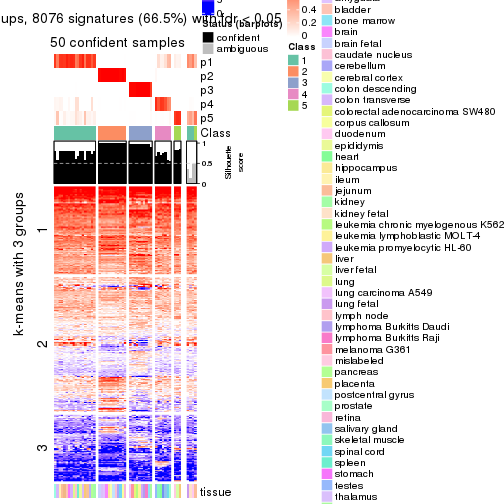 ups, 8076 signatures (66.5%) with fdr < 0.05
50 confident samples
p1
p2
p3
p4
p5
Class
1
0.5
0
Silhouette
score
k-means with 3 groups
1
2
3
tissue
0
Status (barplots)
confident
ambiguous
0.4
0.2
0
Class
1
2
3
4
5
bladder
bone marrow
brain
brain fetal
caudate nucleus
cerebellum
cerebral cortex
colon descending
colon transverse
colorectal adenocarcinoma SW480
corpus callosum
duodenum
epididymis
heart
hippocampus
ileum
jejunum
kidney
kidney fetal
leukemia chronic myelogenous K562
leukemia lymphoblastic MOLT-4
leukemia promyelocytic HL-60
liver
liver fetal
lung
lung carcinoma A549
lung fetal
lymph node
lymphoma Burkitts Daudi
lymphoma Burkitts Raji
melanoma G361
mislabeled
pancreas
placenta
postcentral gyrus
prostate
retina
salivary gland
skeletal muscle
spinal cord
spleen
stomach
testes
thalamus